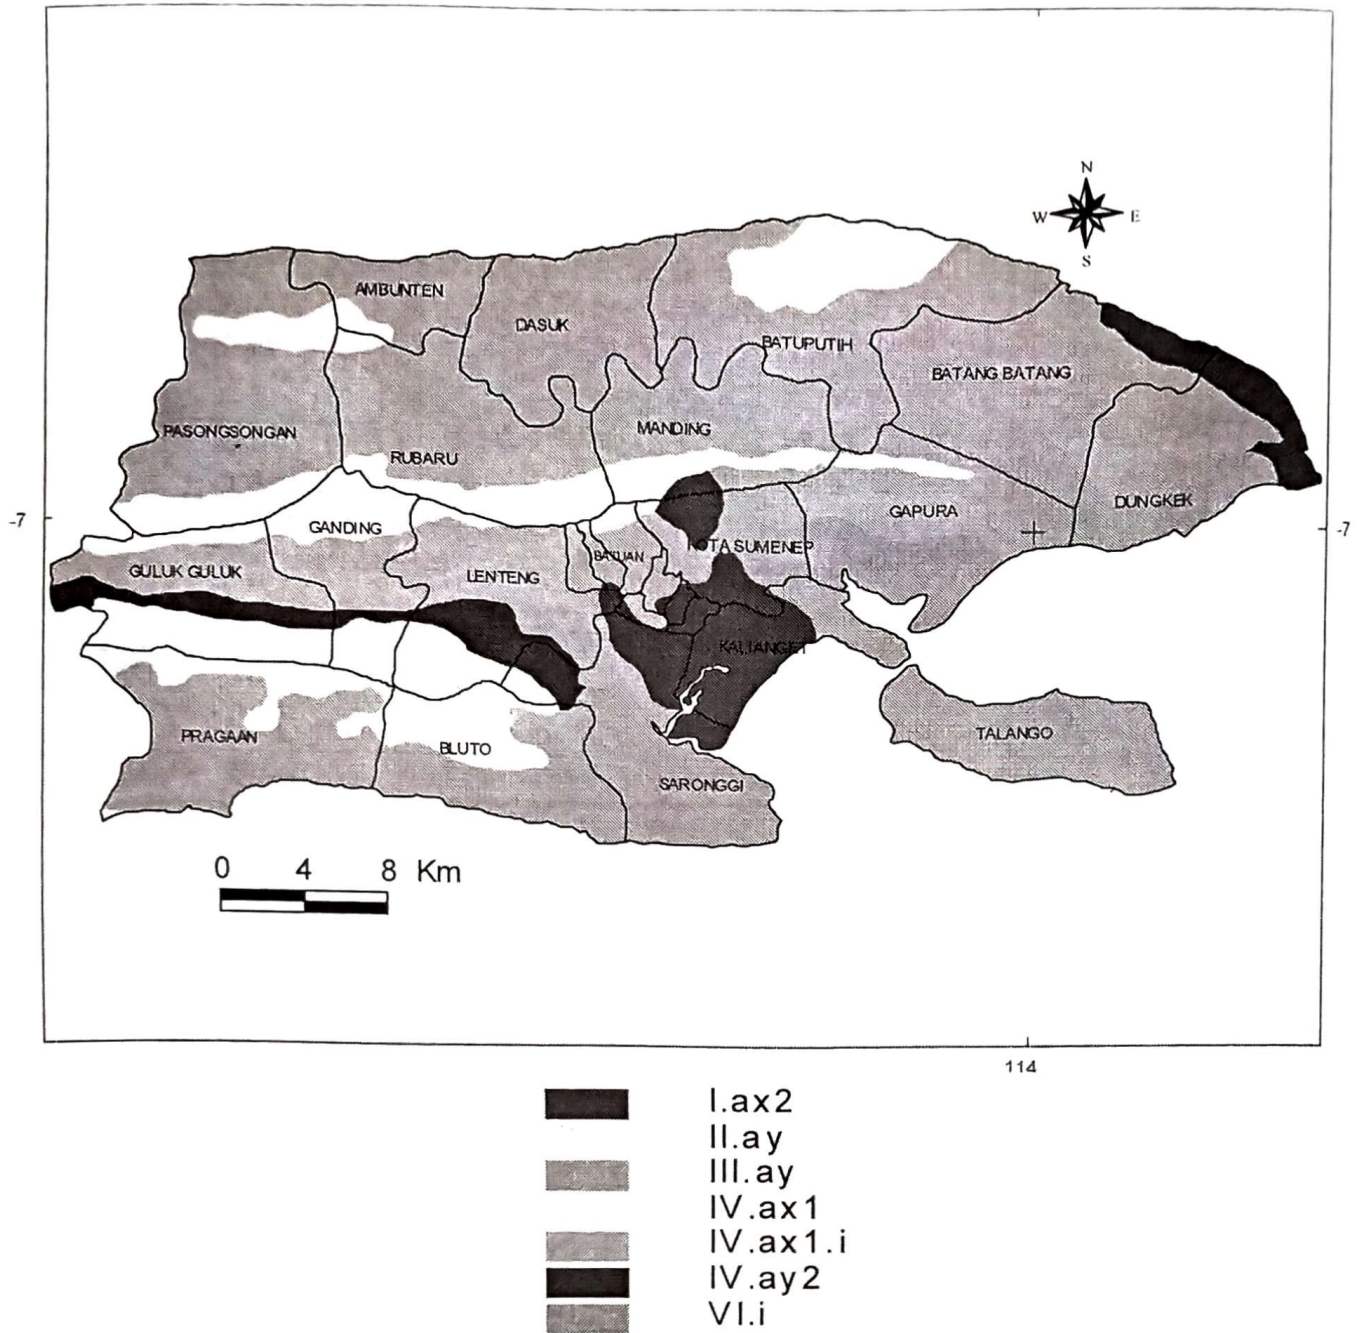 N
W E
S
AMBUNTEN
DASUK
BATUPUTIH
BATANG BATANG
PASONGSONGAN
MANDING
RUBARU
DUNGKEK
GAPURA
-7
-7
GANDING
KOTA SUMENEP
BATUAN
GULUK GULUK
LENTENG
KALIANGET
PRAGAAN
BLUTO
TALANGO
SARONGGI
0 4 8 Km
114
I.ax2
II.ay
III.ay
IV.ax1
IV.ax1.i
IV.ay2
VI.i